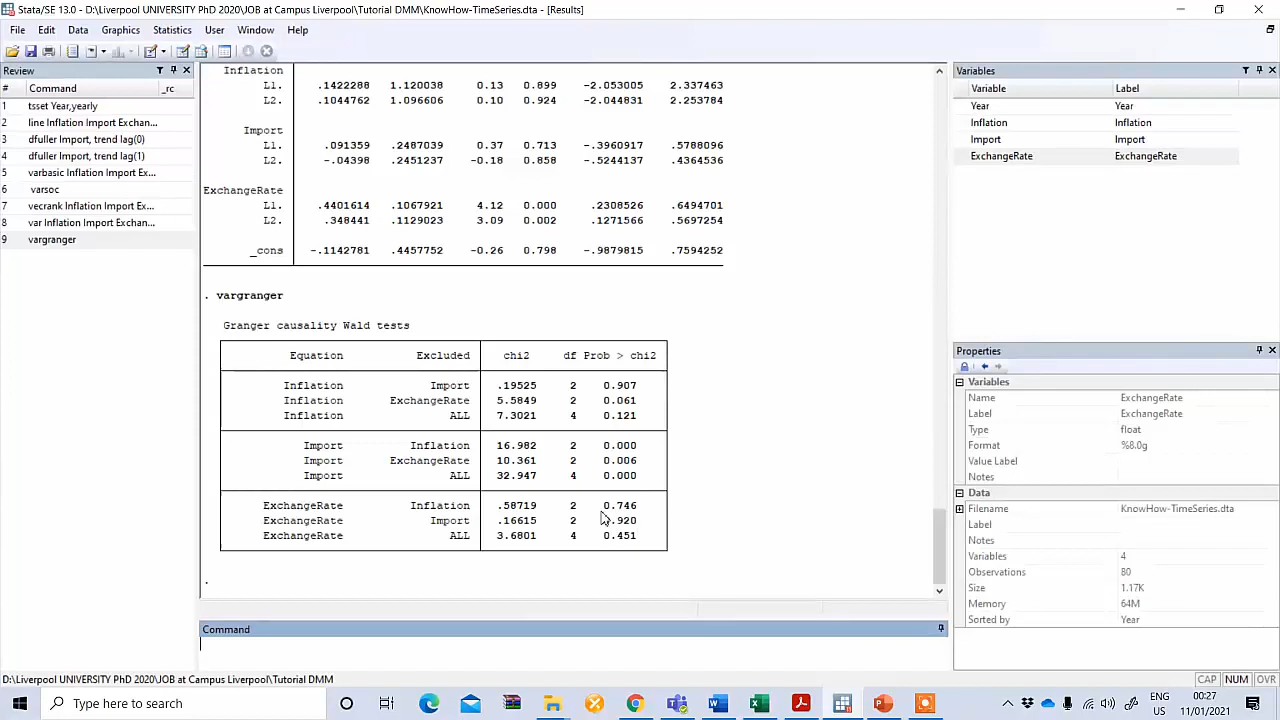 Stata/SE 13.0 - D:\Liverpool UNIVERSITY PhD 2020\JOB at Campus Liverpool\Tutorial DMM\KnowHow-TimeSeries.dta - [Results]
File Edit Data Graphics Statistics User Window Help
Review
# Command _rc
1 tsset Year,yearly
2 line Inflation Import Exchan...
3 dfuller Import, trend lag(0)
4 dfuller Import, trend lag(1)
5 varbasic Inflation Import Ex...
6 varsoc
7 vecrank Inflation Import Ex...
8 var Inflation Import Exchan...
9 vargranger
Inflation
L1. .1422288 1.120038 0.13 0.899 -2.053005 2.337463
L2. .1044762 1.096606 0.10 0.924 -2.044831 2.253784
Import
L1. .091359 .2487039 0.37 0.713 -.3960917 .5788096
L2. -.04398 .2451237 -0.18 0.858 -.5244137 .4364536
ExchangeRate
L1. .4401614 .1067921 4.12 0.000 .2308526 .6494701
L2. .348441 .1129023 3.09 0.002 .1271566 .5697254
_cons -.1142781 .4457752 -0.26 0.798 -.9879815 .7594252
. vargranger
Granger causality Wald tests
Equation Excluded chi2 df Prob > chi2
Inflation Import .19525 2 0.907
Inflation ExchangeRate 5.5849 2 0.061
Inflation ALL 7.3021 4 0.121
Import Inflation 16.982 2 0.000
Import ExchangeRate 10.361 2 0.006
Import ALL 32.947 4 0.000
ExchangeRate Inflation .58719 2 0.746
ExchangeRate Import .16615 2 .920
ExchangeRate ALL 3.6801 4 0.451
.
Command
Variables
Variable Label
Year Year
Inflation Inflation
Import Import
ExchangeRate ExchangeRate
Properties
Variables
Name ExchangeRate
Label ExchangeRate
Type float
Format %8.0g
Value Label
Notes
Data
Filename KnowHow-TimeSeries.dta
Label
Notes
Variables 4
Observations 80
Size 1.17K
Memory 64M
Sorted by Year
D:\Liverpool UNIVERSITY PhD 2020\JOB at Campus Liverpool\Tutorial DMM
CAP NUM OVR
Type here to search
ENG
US
00:27
11/01/2021